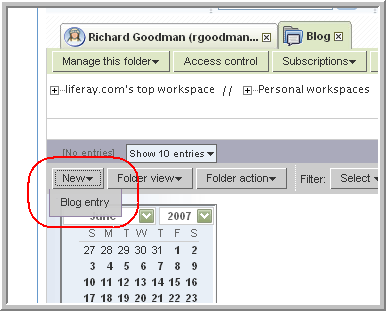 Richard Goodman (rgoodman... Blog
Manage this folder Access control Subscriptions
liferay.com's top workspace // Personal workspaces
[No entries] Show 10 entries
New Folder view Folder action Filter: Select
Blog entry
June 2007
S M T W T F S
27 28 29 30 31 1 2
3 4 5 6 7 8 9
10 11 12 13 14 15 16
17 18 19 20 21 22 23